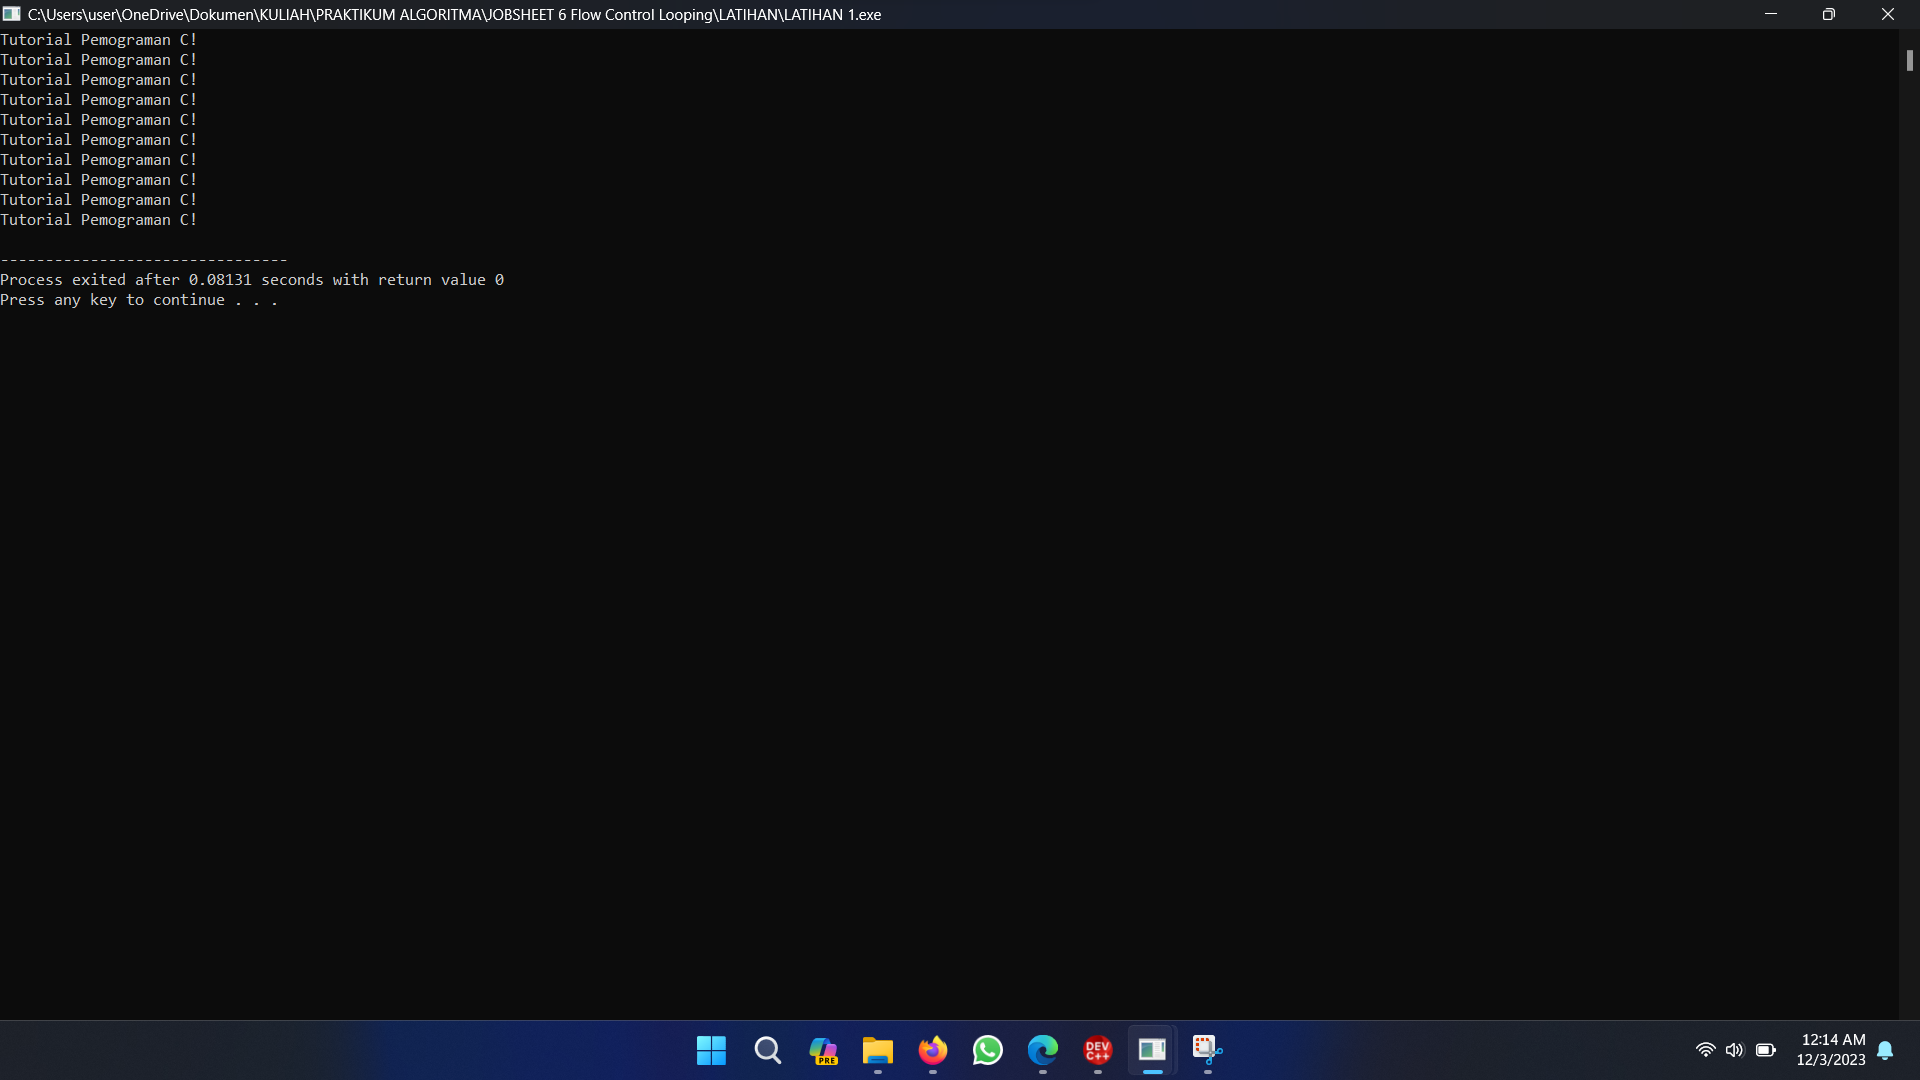 C:\Users\user\OneDrive\Dokumen\KULIAH\PRAKTIKUM ALGORITMA\JOBSHEET 6 Flow Control Looping\LATIHAN\LATIHAN 1.exe
Tutorial Pemograman C!
Tutorial Pemograman C!
Tutorial Pemograman C!
Tutorial Pemograman C!
Tutorial Pemograman C!
Tutorial Pemograman C!
Tutorial Pemograman C!
Tutorial Pemograman C!
Tutorial Pemograman C!
Tutorial Pemograman C!
--------------------------------
Process exited after 0.08131 seconds with return value 0
Press any key to continue . . .
PRE
DEV
C++
12:14 AM
12/3/2023